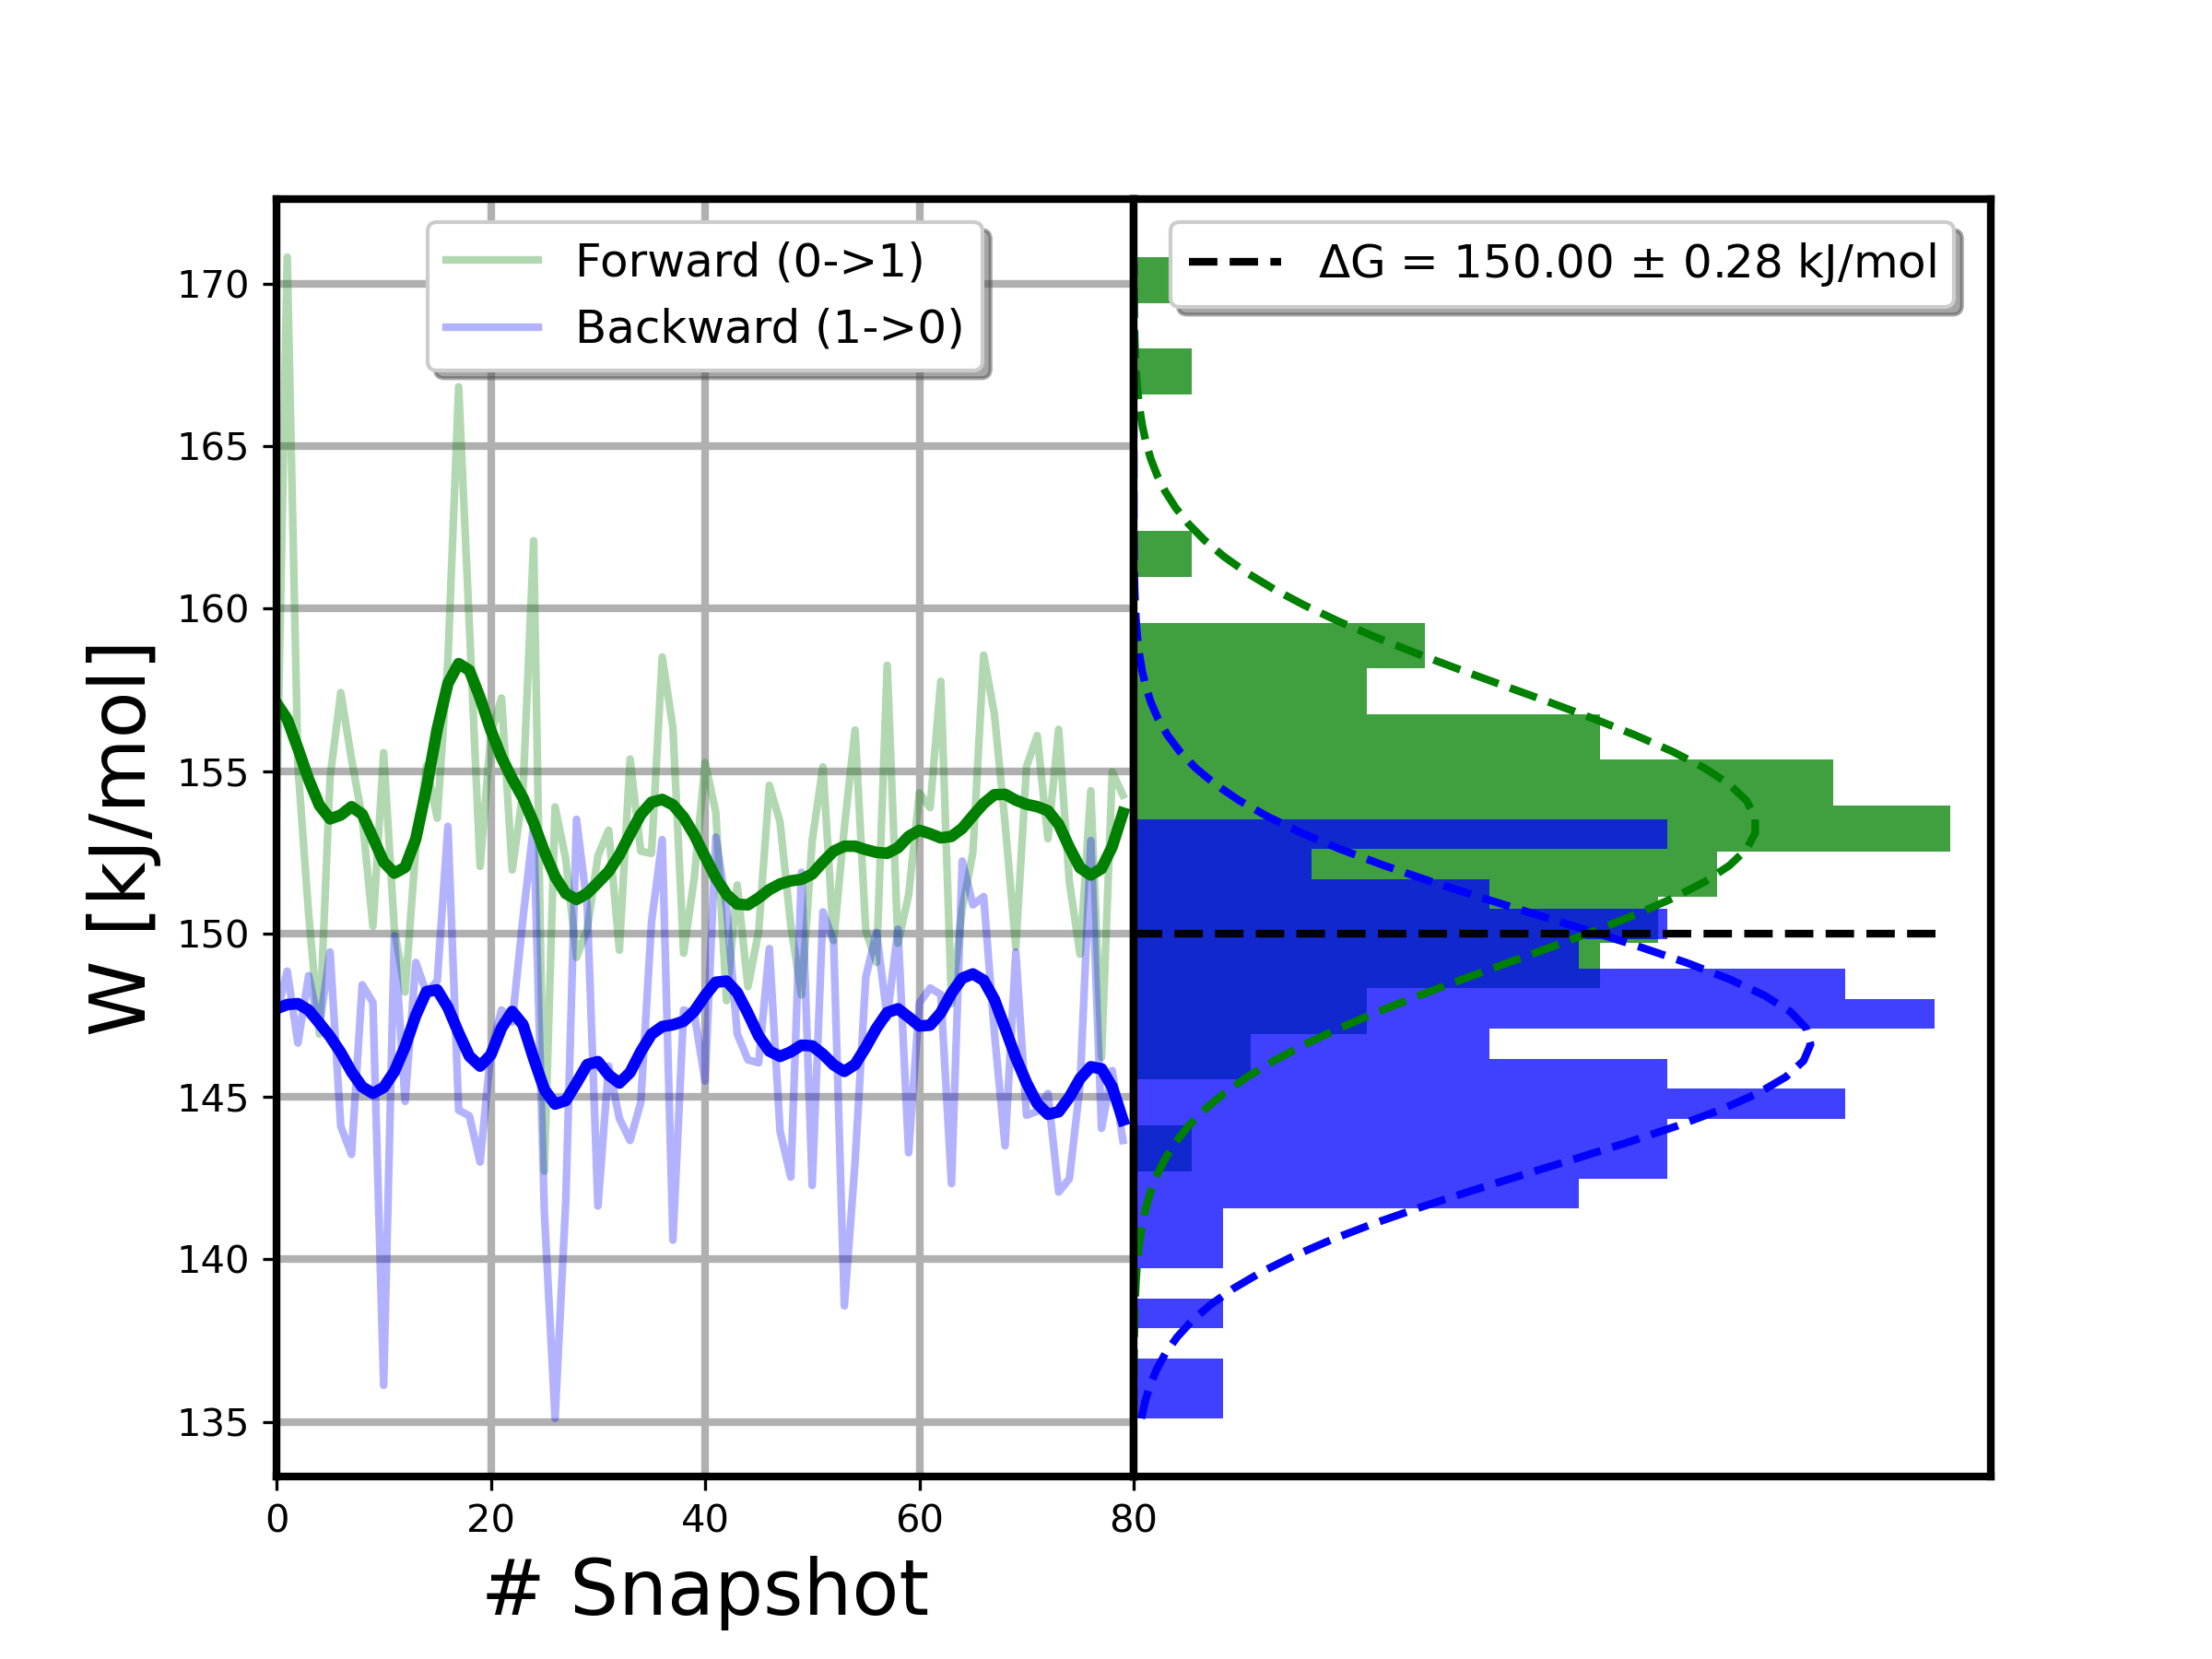 Forward (0->1)
Backward (1->0)
ΔG = 150.00 ± 0.28 kJ/mol
W [kJ/mol]
170
165
160
155
150
145
140
135
0 20 40 60 80
# Snapshot